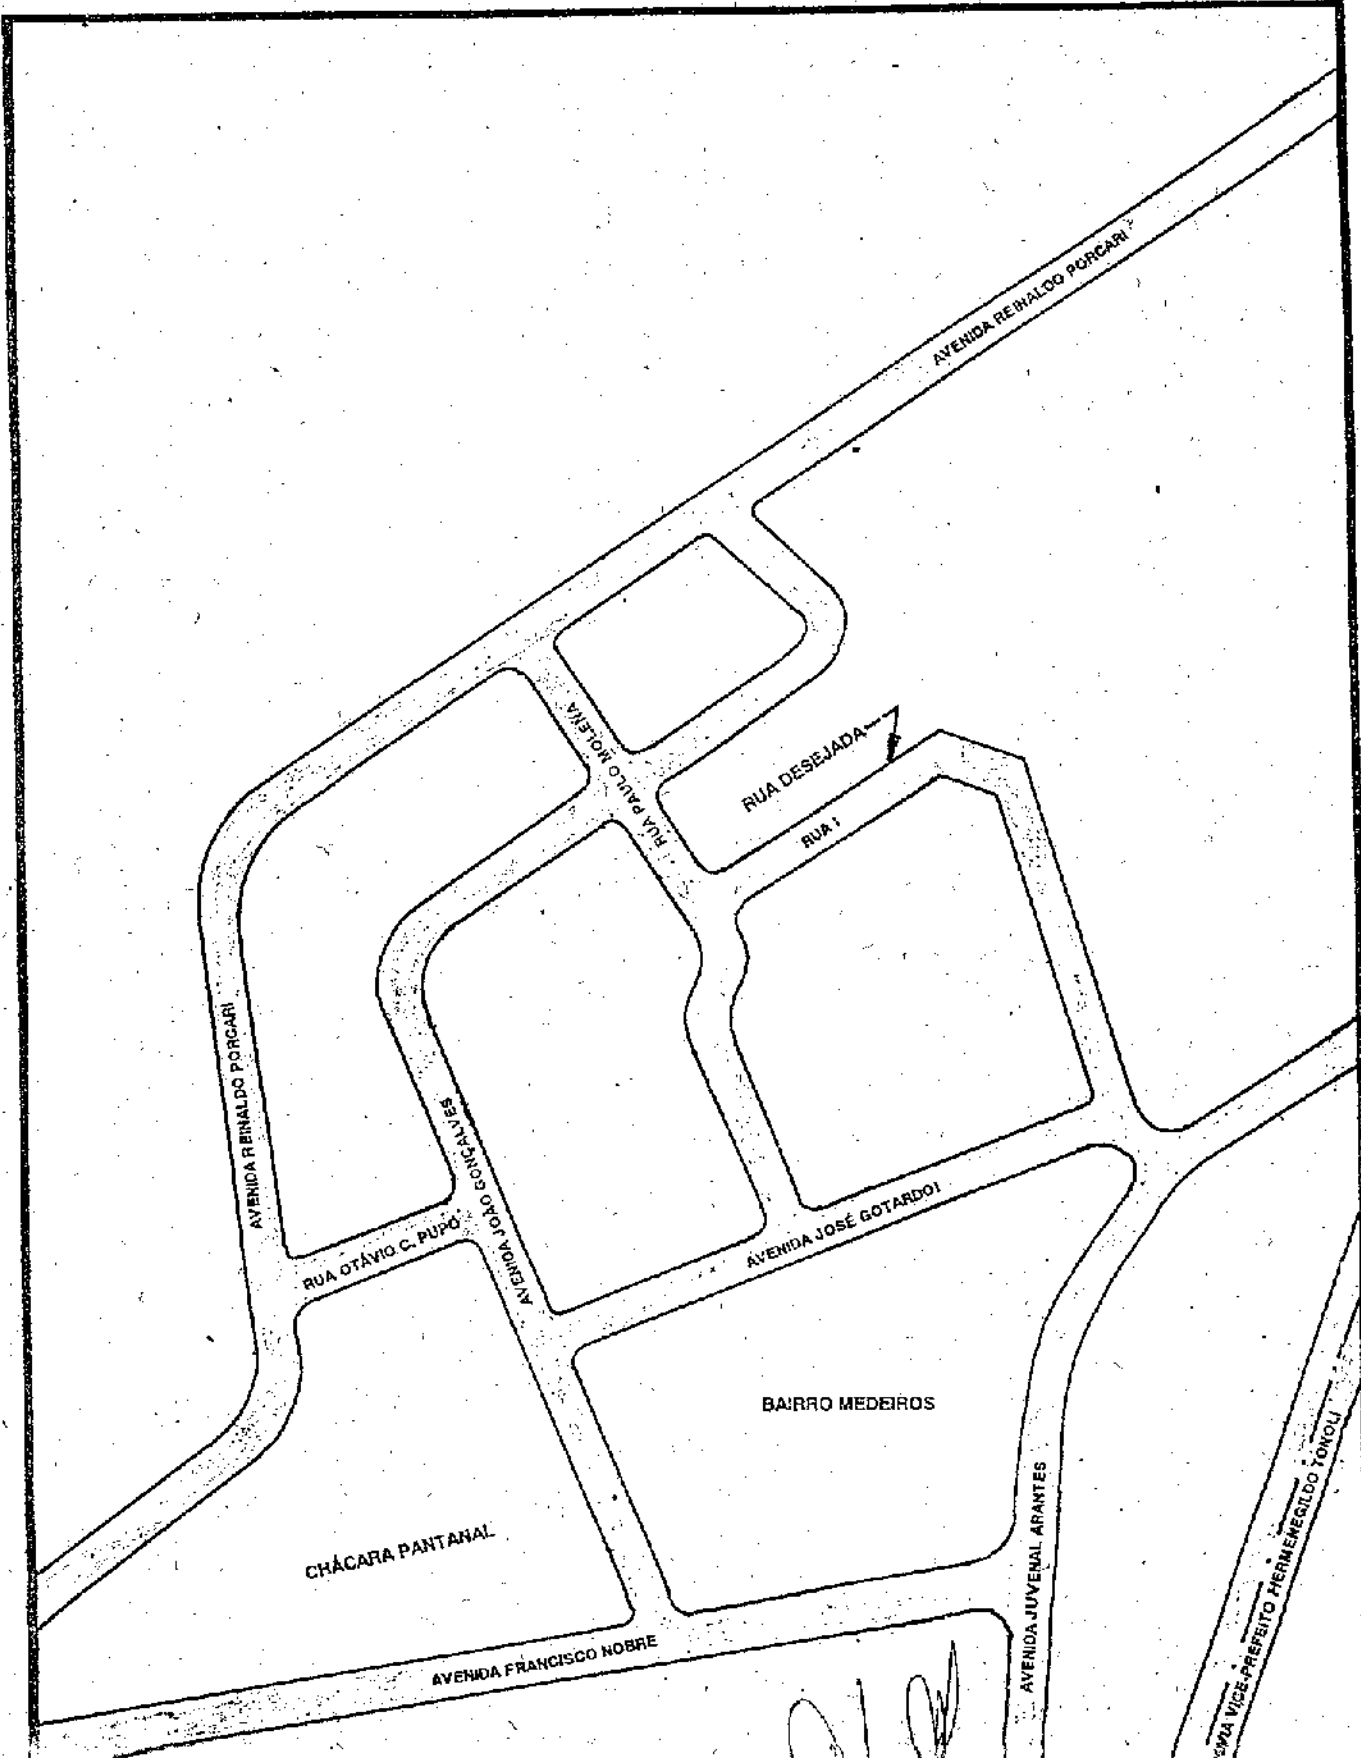 AVENIDA REINALDO PORCARI
RUA PAULO MOLENA
RUA DESEJADA
RUA 1
AVENIDA REINALDO PORCARI
AVENIDA JOÃO GONÇALVES
RUA OTÁVIO C. PUPO
AVENIDA JOSÉ GOTARDOI
BAIRRO MEDEIROS
CHÁCARA PANTANAL
AVENIDA JUVENAL ARANTES
VICE-PREFEITO HERMENEGILDO TONOLI
AVENIDA FRANCISCO NOBRE